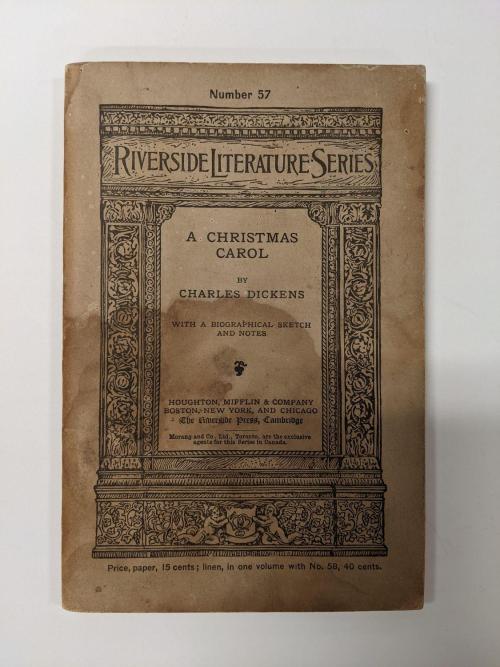 Number 57
RIVERSIDE LITERATURE SERIES
A CHRISTMAS
CAROL
BY
CHARLES DICKENS
WITH A BIOGRAPHICAL SKETCH
AND NOTES
HOUGHTON, MIFFLIN & COMPANY
BOSTON, NEW YORK, AND CHICAGO
The Riverside Press, Cambridge
Morang and Co., Ltd., Toronto, are the exclusive
agents for this Series in Canada.
Price, paper, 15 cents; linen, in one volume with No. 58, 40 cents.